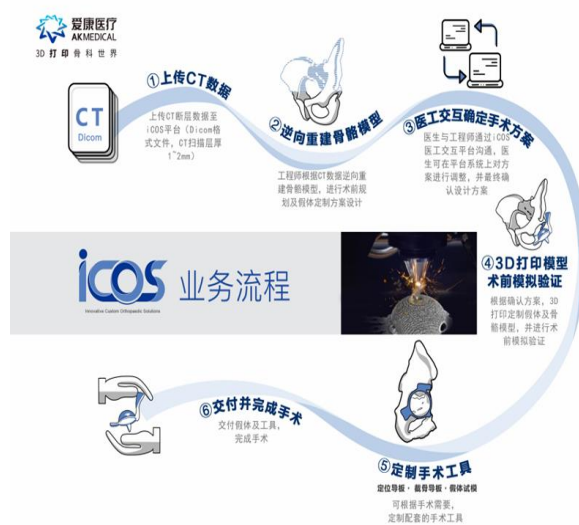 爱康医疗
AKMEDICAL
3D打印骨科世界
CT
Dicom
①上传CT数据
上传CT断层数据至
iCOS平台（Dicom格
式文件，CT扫描层厚
1~2mm）
②逆向重建骨骼模型
工程师根据CT数据逆向重
建骨骼模型，进行术前规
划及假体定制方案设计
③医工交互确定手术方案
医生与工程师通过iCOS
医工交互平台沟通，医生
可在平台系统上对方
案进行调整，并最终确
认设计方案
④3D打印模型
术前模拟验证
根据确认方案，3D
打印定制假体及骨
骼模型，并进行术
前模拟验证
iCOS 业务流程
Innovative Custom Orthopaedic Solutions
⑥交付并完成手术
交付假体及工具，
完成手术
⑤定制手术工具
定位导板·截骨导板·假体试模
可根据手术需要，
定制配套的手术工具